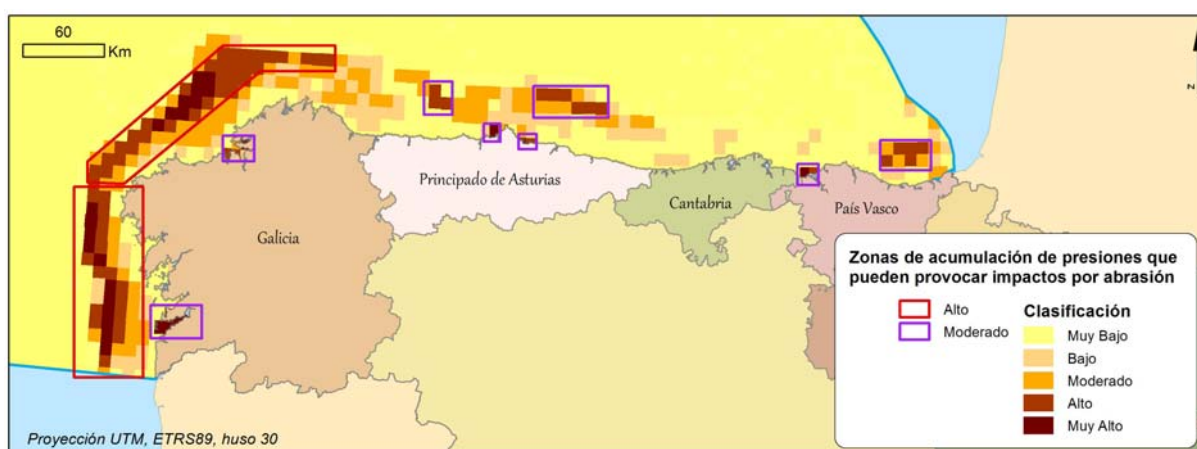 60
Km
N
Principado de Asturias
Cantabria
País Vasco
Galicia
Zonas de acumulación de presiones que
pueden provocar impactos por abrasión
Alto
Moderado
Clasificación
Muy Bajo
Bajo
Moderado
Alto
Muy Alto
Proyección UTM, ETRS89, huso 30